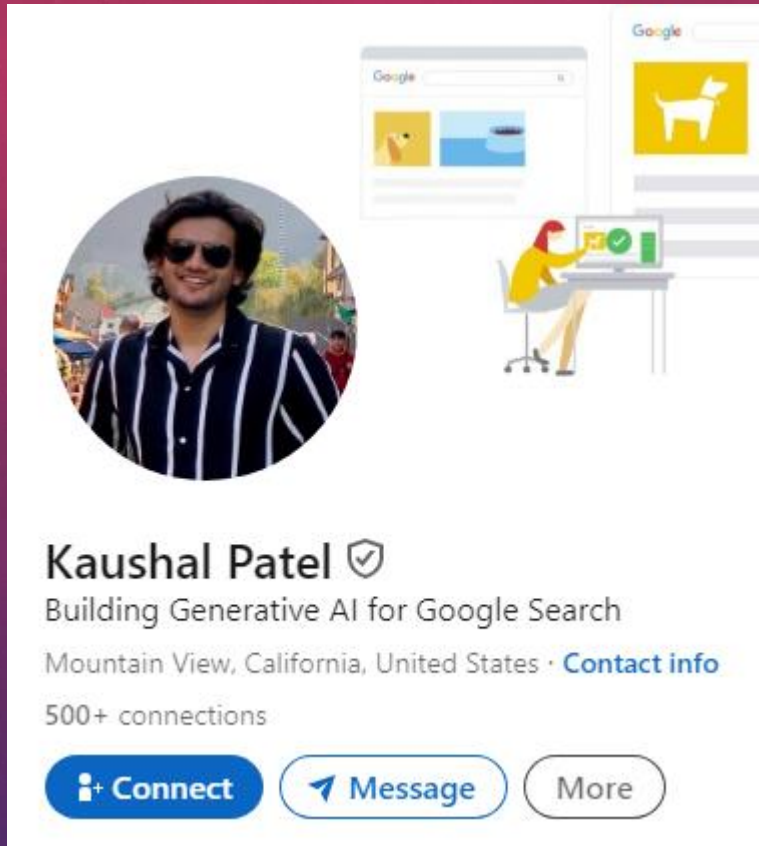 Google
Google
Kaushal Patel
Building Generative AI for Google Search
Mountain View, California, United States · Contact info
500+ connections
Connect
Message
More